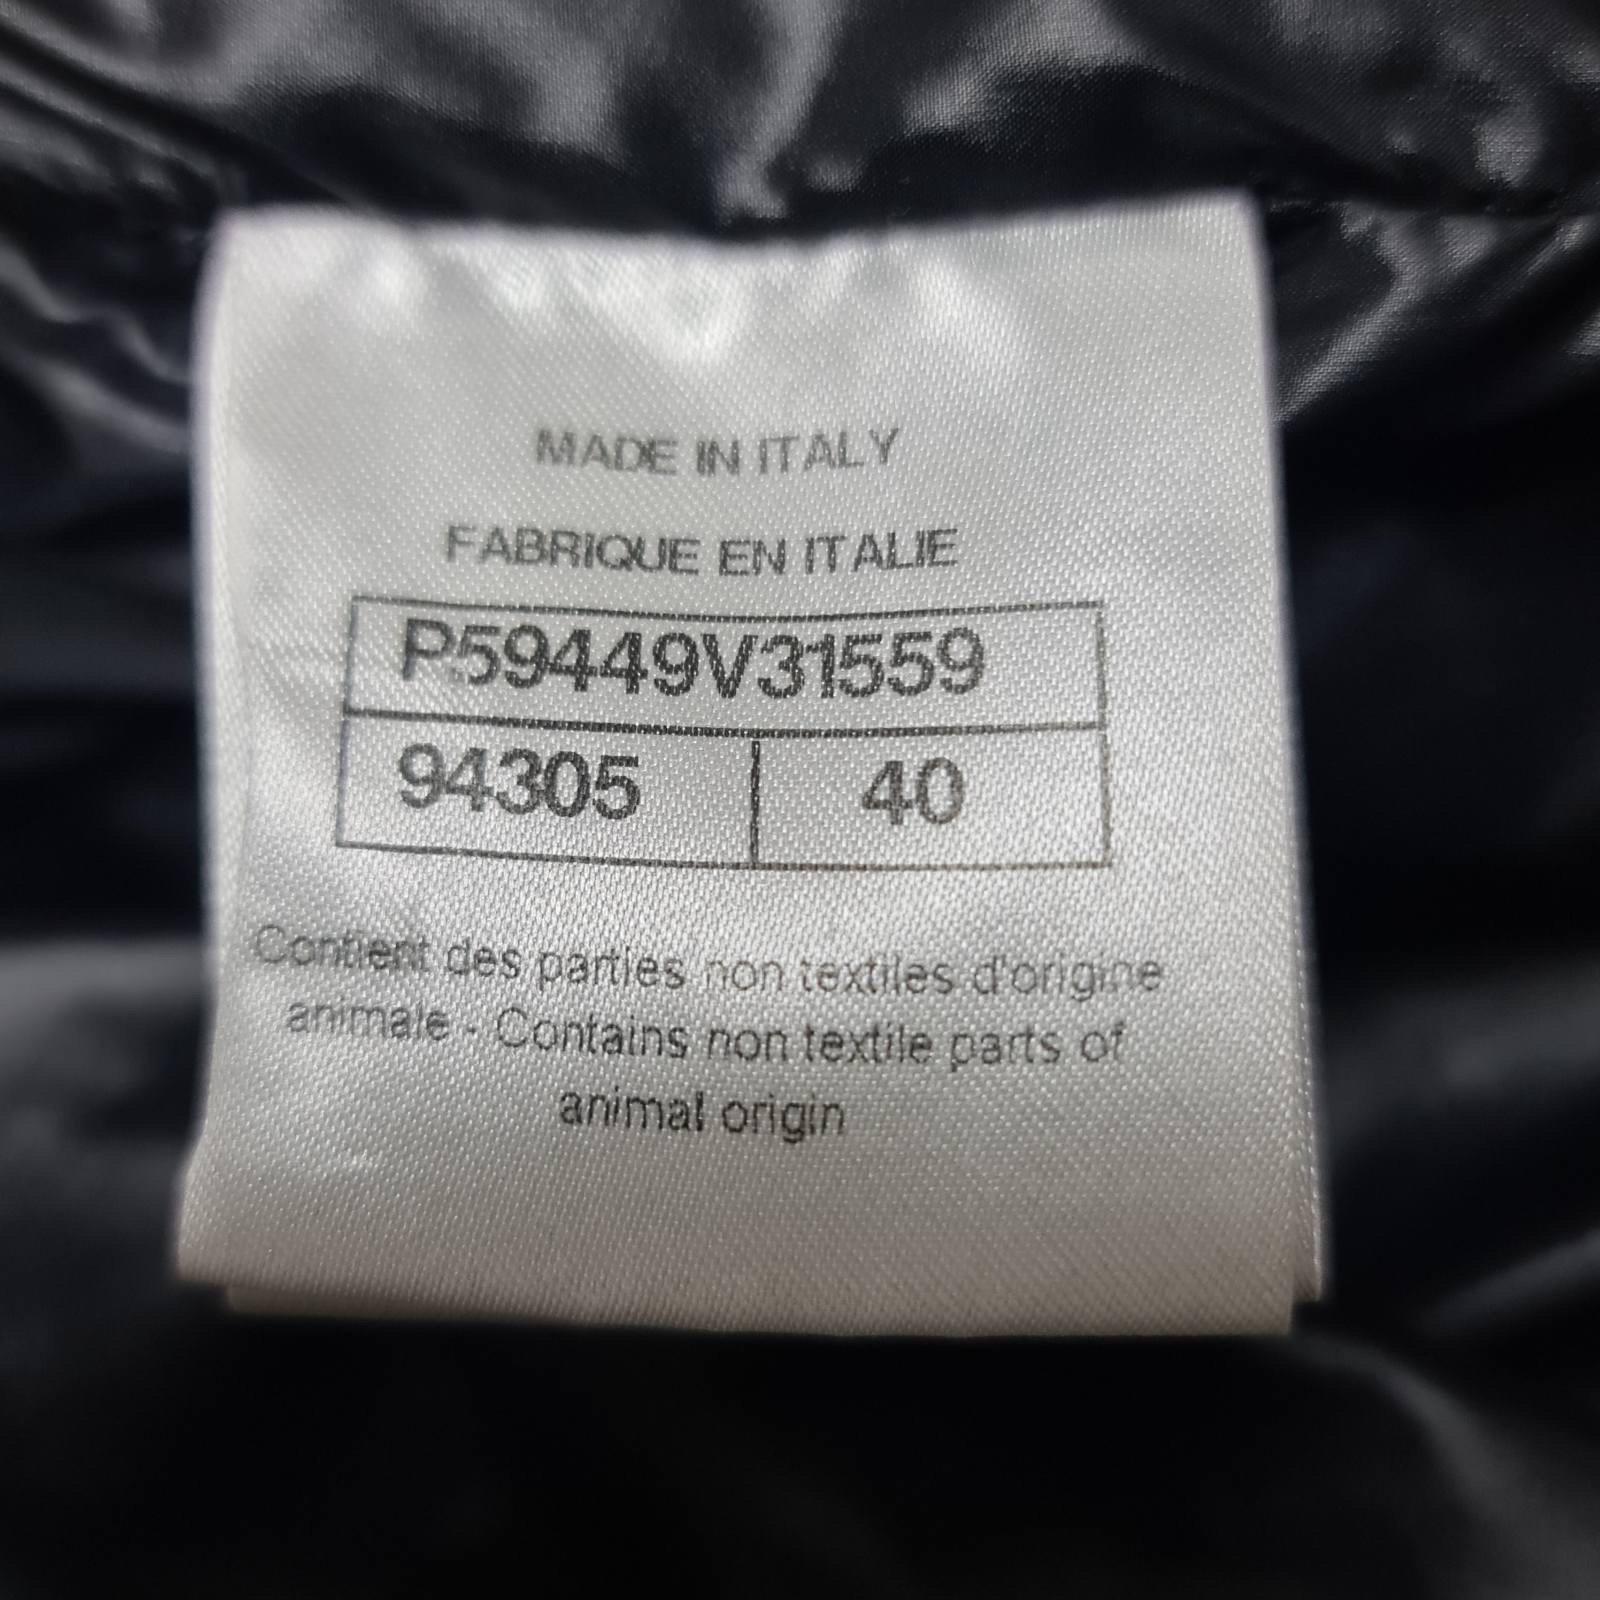 MADE IN ITALY
FABRIQUE EN ITALIE
P59449V31559
94305 40
Contient des parties non textiles d'origine
animale - Contains non textile parts of
animal origin